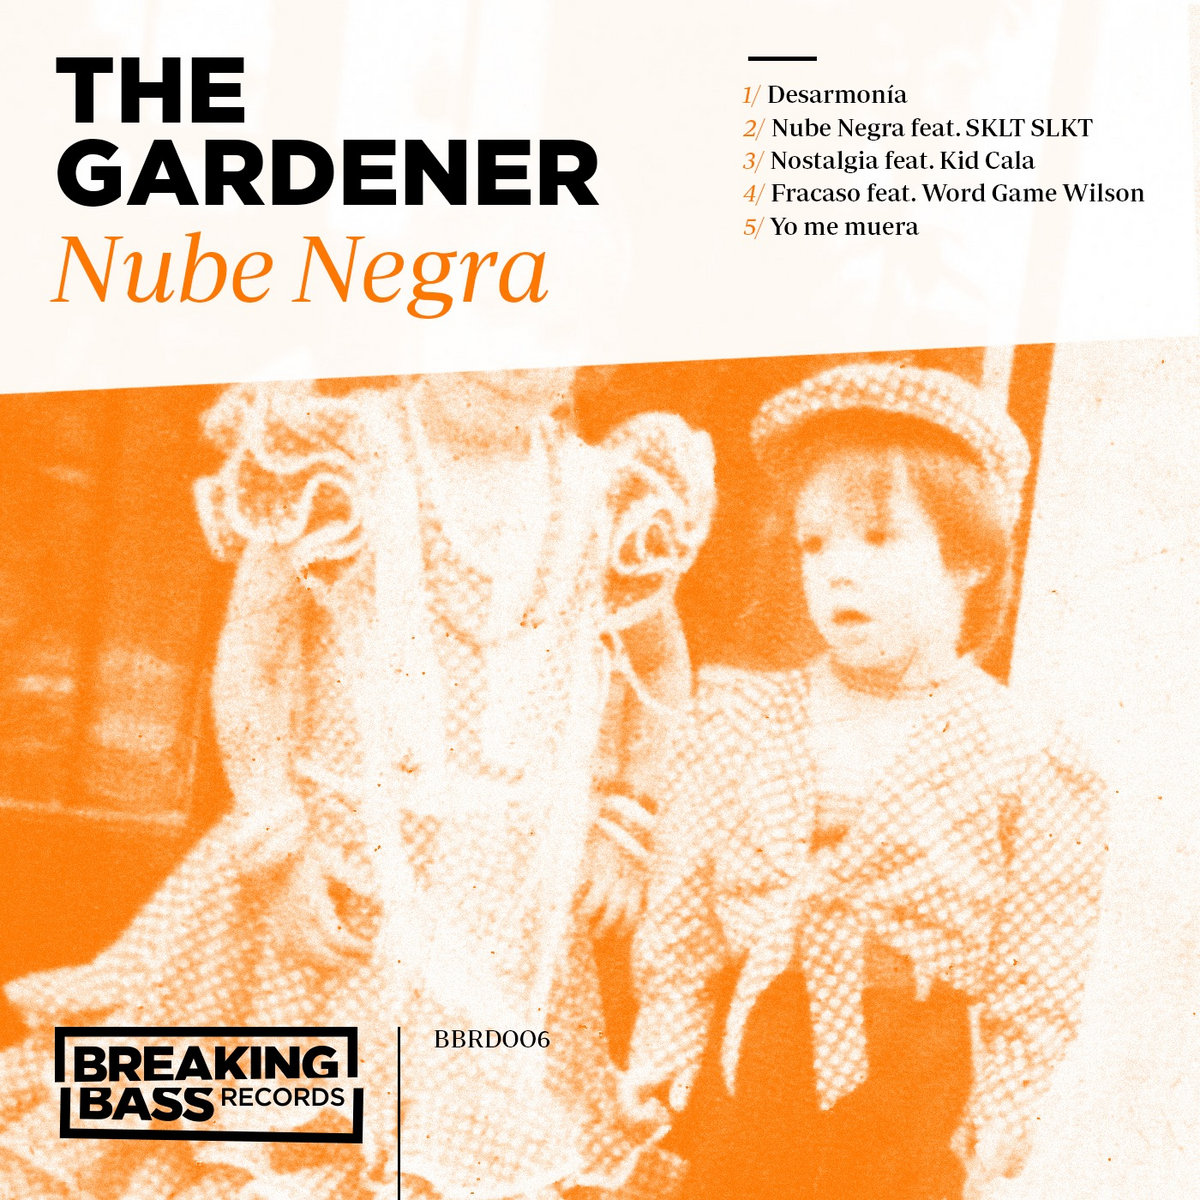 THE
GARDENER
Nube Negra
1/ Desarmonía
2/ Nube Negra feat. SKLT SLKT
3/ Nostalgia feat. Kid Cala
4/ Fracaso feat. Word Game Wilson
5/ Yo me muera
BREAKING
BASS RECORDS
BBRD006